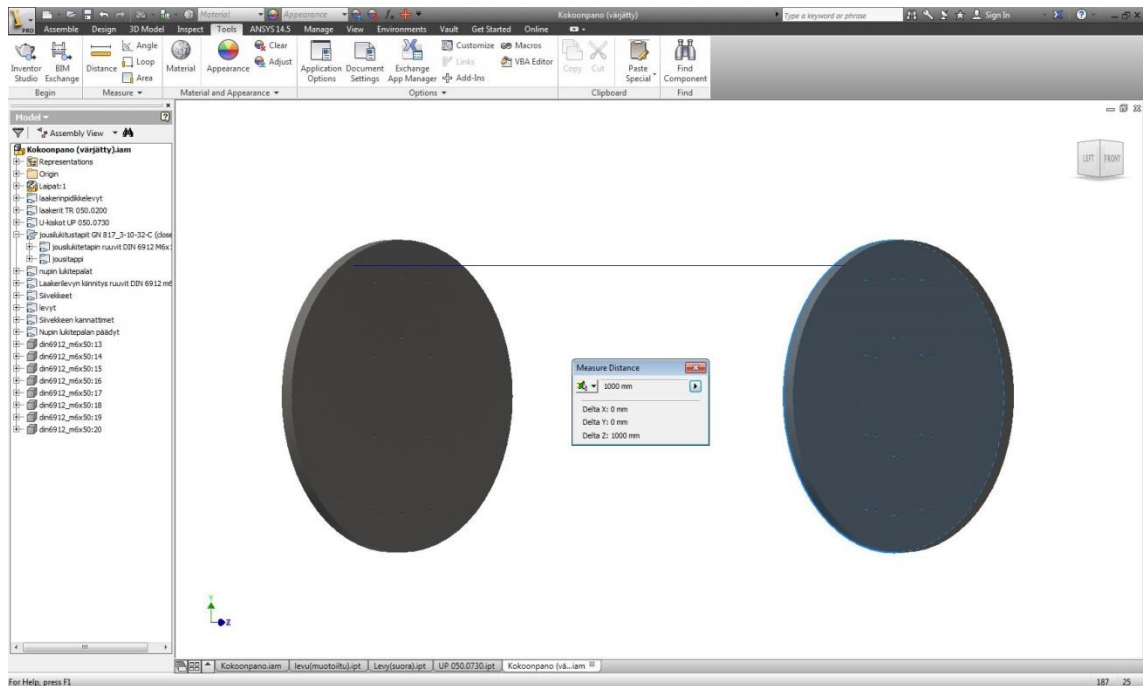 Material
Appearance
Kokoonpano (värjätty)
Type a keyword or phrase
Sign In
PRO
Assemble Design 3D Model Inspect Tools ANSYS 14.5 Manage View Environments Vault Get Started Online
Inventor Studio
BIM Exchange
Distance
Angle
Loop
Area
Material
Appearance
Clear
Adjust
Application Options
Document Settings
Exchange App Manager
Customize
Links
Add-Ins
Macros
VBA Editor
Copy
Cut
Paste Special
Find Component
Begin
Measure
Material and Appearance
Options
Clipboard
Find
Model
Assembly View
Kokoonpano (värjätty).iam
Representations
Origin
Laipat:1
laakerinpidikkelevyt
laakerit TR 050.0200
U-kiskot UP 050.0730
jousilukitustapit GN 817_3-10-32-C (close
jousilukitetapin ruuvit DIN 6912 M6x
jousitappi
nupin lukitepalat
Laakerilevyn kiinnitys ruuvit DIN 6912 m6
Siivekkeet
levyt
Siivekkeen kannattimet
Nupin lukitepalan päädyt
din6912_m6x50:13
din6912_m6x50:14
din6912_m6x50:15
din6912_m6x50:16
din6912_m6x50:17
din6912_m6x50:18
din6912_m6x50:19
din6912_m6x50:20
LEFT FRONT
Measure Distance
1000 mm
Delta X: 0 mm
Delta Y: 0 mm
Delta Z: 1000 mm
Y
Z
Kokoonpano.iam
levu(muotoiltu).ipt
Levy(suora).ipt
UP 050.0730.ipt
Kokoonpano (vä...iam
For Help, press F1
187 25